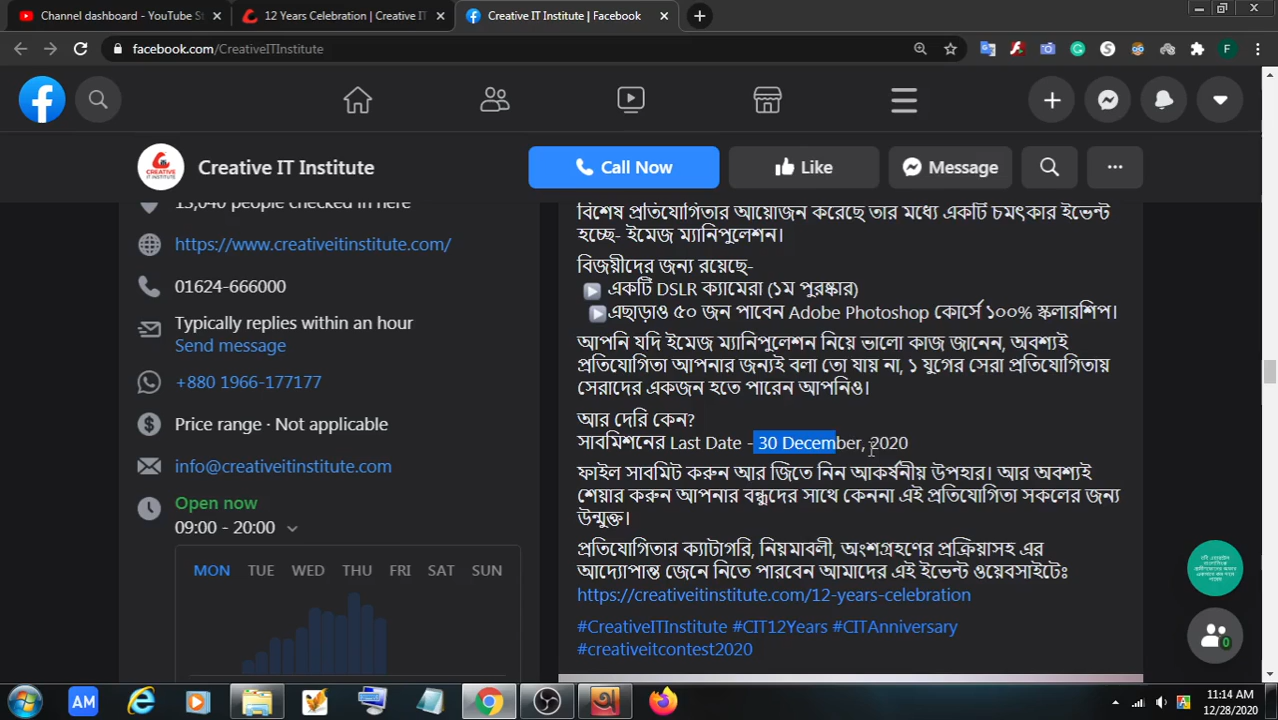 Channel dashboard - YouTube St
12 Years Celebration | Creative IT
Creative IT Institute | Facebook
facebook.com/CreativeITInstitute
Creative IT Institute
Call Now
Like
Message
13,040 people checked in here
https://www.creativeitinstitute.com/
01624-666000
Typically replies within an hour
Send message
+880 1966-177177
Price range · Not applicable
info@creativeitinstitute.com
Open now
09:00 - 20:00
MON TUE WED THU FRI SAT SUN
বিশেষ প্রতিযোগিতার আয়োজন করেছে তার মধ্যে একটি চমৎকার ইভেন্ট
হচ্ছে- ইমেজ ম্যানিপুলেশন।
বিজয়ীদের জন্য রয়েছে-
একটি DSLR ক্যামেরা (১ম পুরষ্কার)
এছাড়াও ৫০ জন পাবেন Adobe Photoshop কোর্সে ১০০% স্কলারশিপ।
আপনি যদি ইমেজ ম্যানিপুলেশন নিয়ে ভালো কাজ জানেন, অবশ্যই
প্রতিযোগিতা আপনার জন্যই বলা তো যায় না, ১ যুগের সেরা প্রতিযোগিতায়
সেরাদের একজন হতে পারেন আপনিও।
আর দেরি কেন?
সাবমিশনের Last Date - 30 December, 2020
ফাইল সাবমিট করুন আর জিতে নিন আকর্ষনীয় উপহার। আর অবশ্যই
শেয়ার করুন আপনার বন্ধুদের সাথে কেননা এই প্রতিযোগিতা সকলের জন্য
উন্মুক্ত।
প্রতিযোগিতার ক্যাটাগরি, নিয়মাবলী, অংশগ্রহণের প্রক্রিয়াসহ এর
আদ্যোপান্ত জেনে নিতে পারবেন আমাদের এই ইভেন্ট ওয়েবসাইটেঃ
https://creativeitinstitute.com/12-years-celebration
#CreativeITInstitute #CIT12Years #CITAnniversary
#creativeitcontest2020
0
11:14 AM
12/28/2020